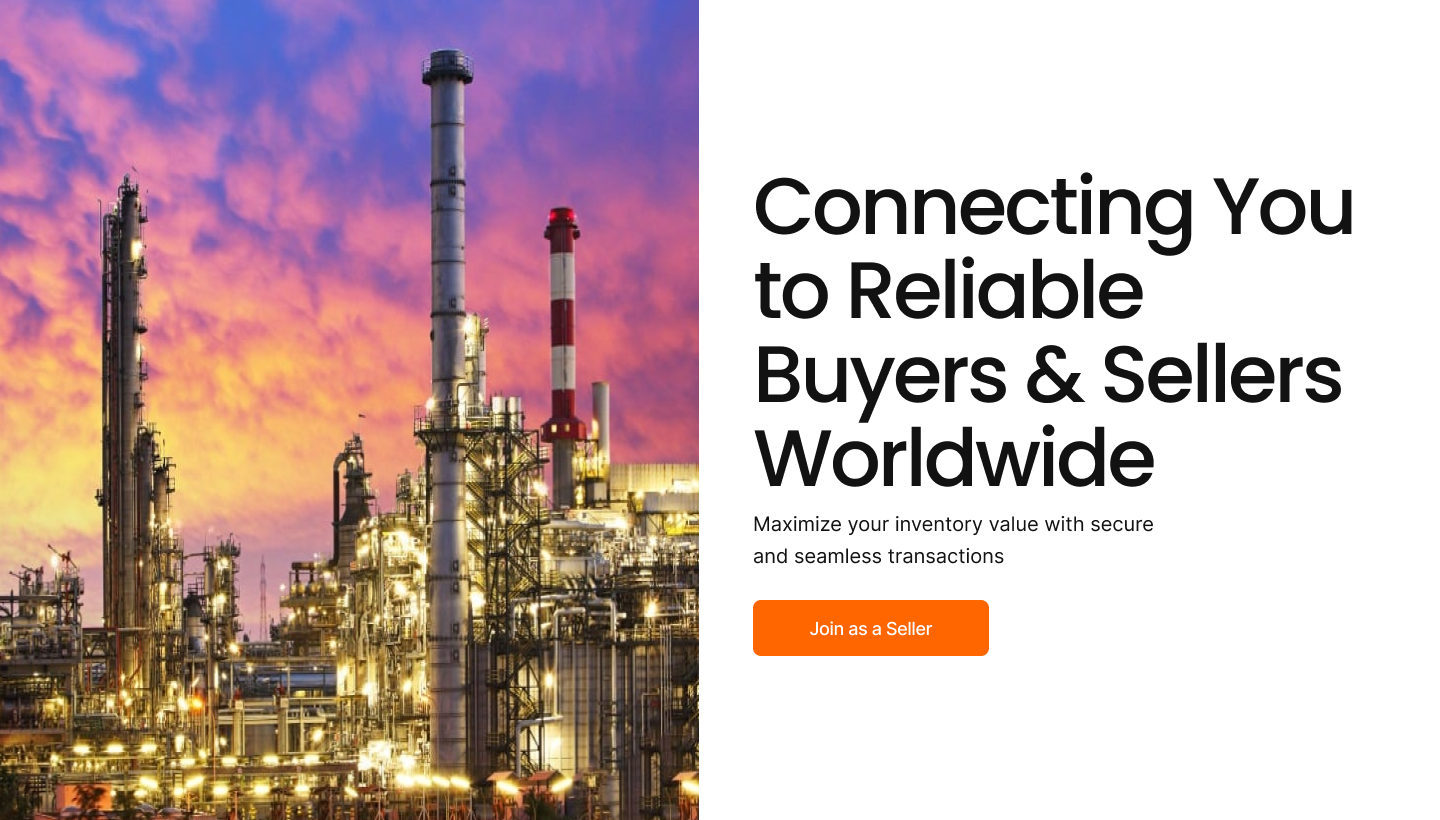 Connecting You
to Reliable
Buyers & Sellers
Worldwide
Maximize your inventory value with secure
and seamless transactions
Join as a Seller